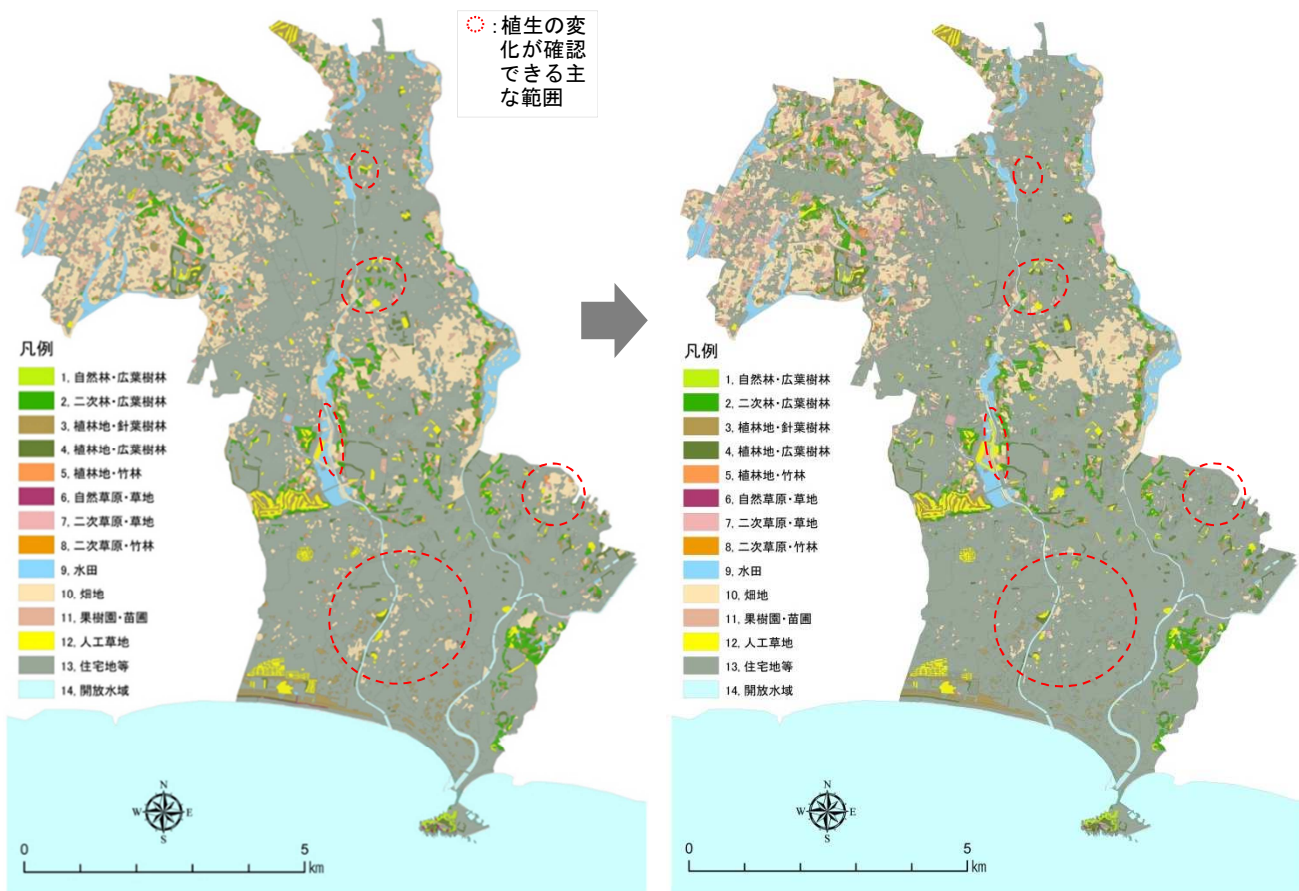 :植生の変
化が確認
できる主
な範囲
凡例
1. 自然林・広葉樹林
2. 二次林・広葉樹林
3. 植林地・針葉樹林
4. 植林地・広葉樹林
5. 植林地・竹林
6. 自然草原・草地
7. 二次草原・草地
8. 二次草原・竹林
9. 水田
10. 畑地
11. 果樹園・苗圃
12. 人工草地
13. 住宅地等
14. 開放水域
N
W E
S
0 5
km
凡例
1. 自然林・広葉樹林
2. 二次林・広葉樹林
3. 植林地・針葉樹林
4. 植林地・広葉樹林
5. 植林地・竹林
6. 自然草原・草地
7. 二次草原・草地
8. 二次草原・竹林
9. 水田
10. 畑地
11. 果樹園・苗圃
12. 人工草地
13. 住宅地等
14. 開放水域
N
W E
S
0 5
km